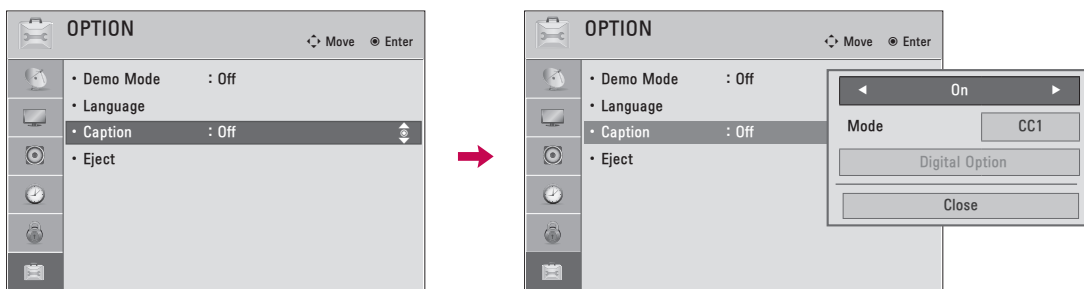 OPTION
Move Enter
• Demo Mode : Off
• Language
• Caption : Off
• Eject
OPTION
Move Enter
• Demo Mode : Off
• Language
• Caption : Off
• Eject
◄ On ►
Mode CC1
Digital Option
Close